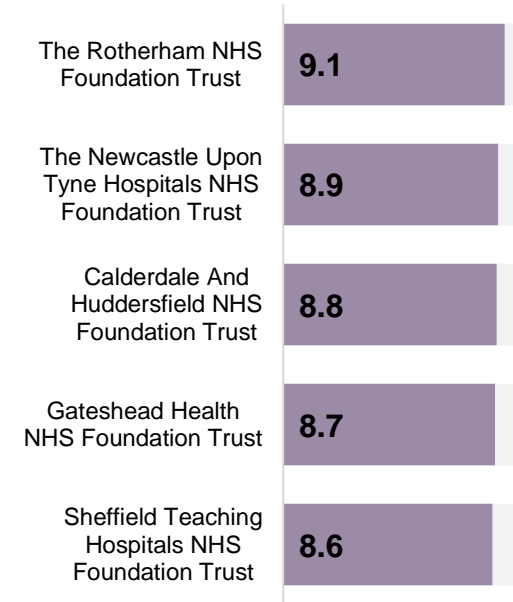 The Rotherham NHS
Foundation Trust
9.1
The Newcastle Upon
Tyne Hospitals NHS
Foundation Trust
8.9
Calderdale And
Huddersfield NHS
Foundation Trust
8.8
Gateshead Health
NHS Foundation Trust
8.7
Sheffield Teaching
Hospitals NHS
Foundation Trust
8.6